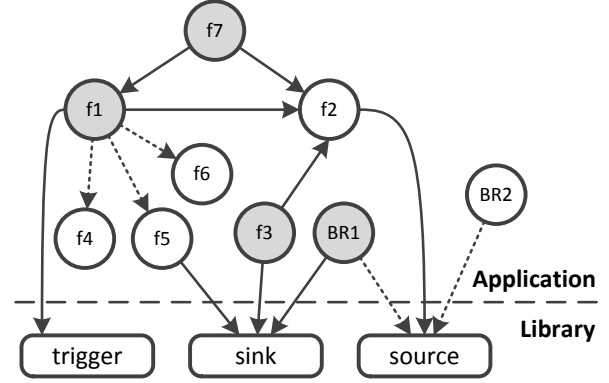 f7
f1
f2
f6
BR2
f4
f5
f3
BR1
Application
Library
trigger
sink
source